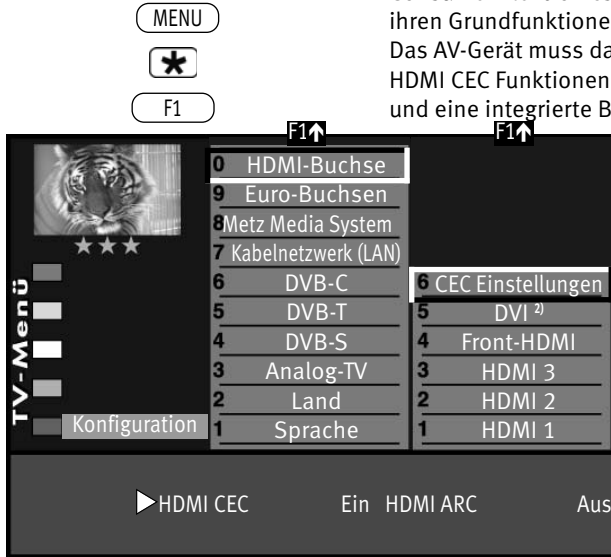 MENU
ihren Grundfunktione
Das AV-Gerät muss da
HDMI CEC Funktionen
und eine integrierte B
F1
F1 F1
0 HDMI-Buchse
9 Euro-Buchsen
8 Metz Media System
7 Kabelnetzwerk (LAN)
6 DVB-C
6 CEC Einstellungen
5 DVB-T
5 DVI 2)
4 DVB-S
4 Front-HDMI
3 Analog-TV
3 HDMI 3
2 Land
2 HDMI 2
1 Sprache
1 HDMI 1
TV-Menü
Konfiguration
HDMI CEC Ein HDMI ARC Aus